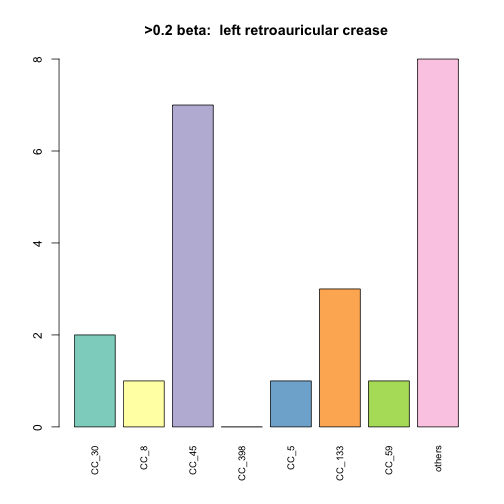 >0.2 beta:  left retroauricular crease
8
6
4
2
0
CC_30
CC_8
CC_45
CC_398
CC_5
CC_133
CC_59
others